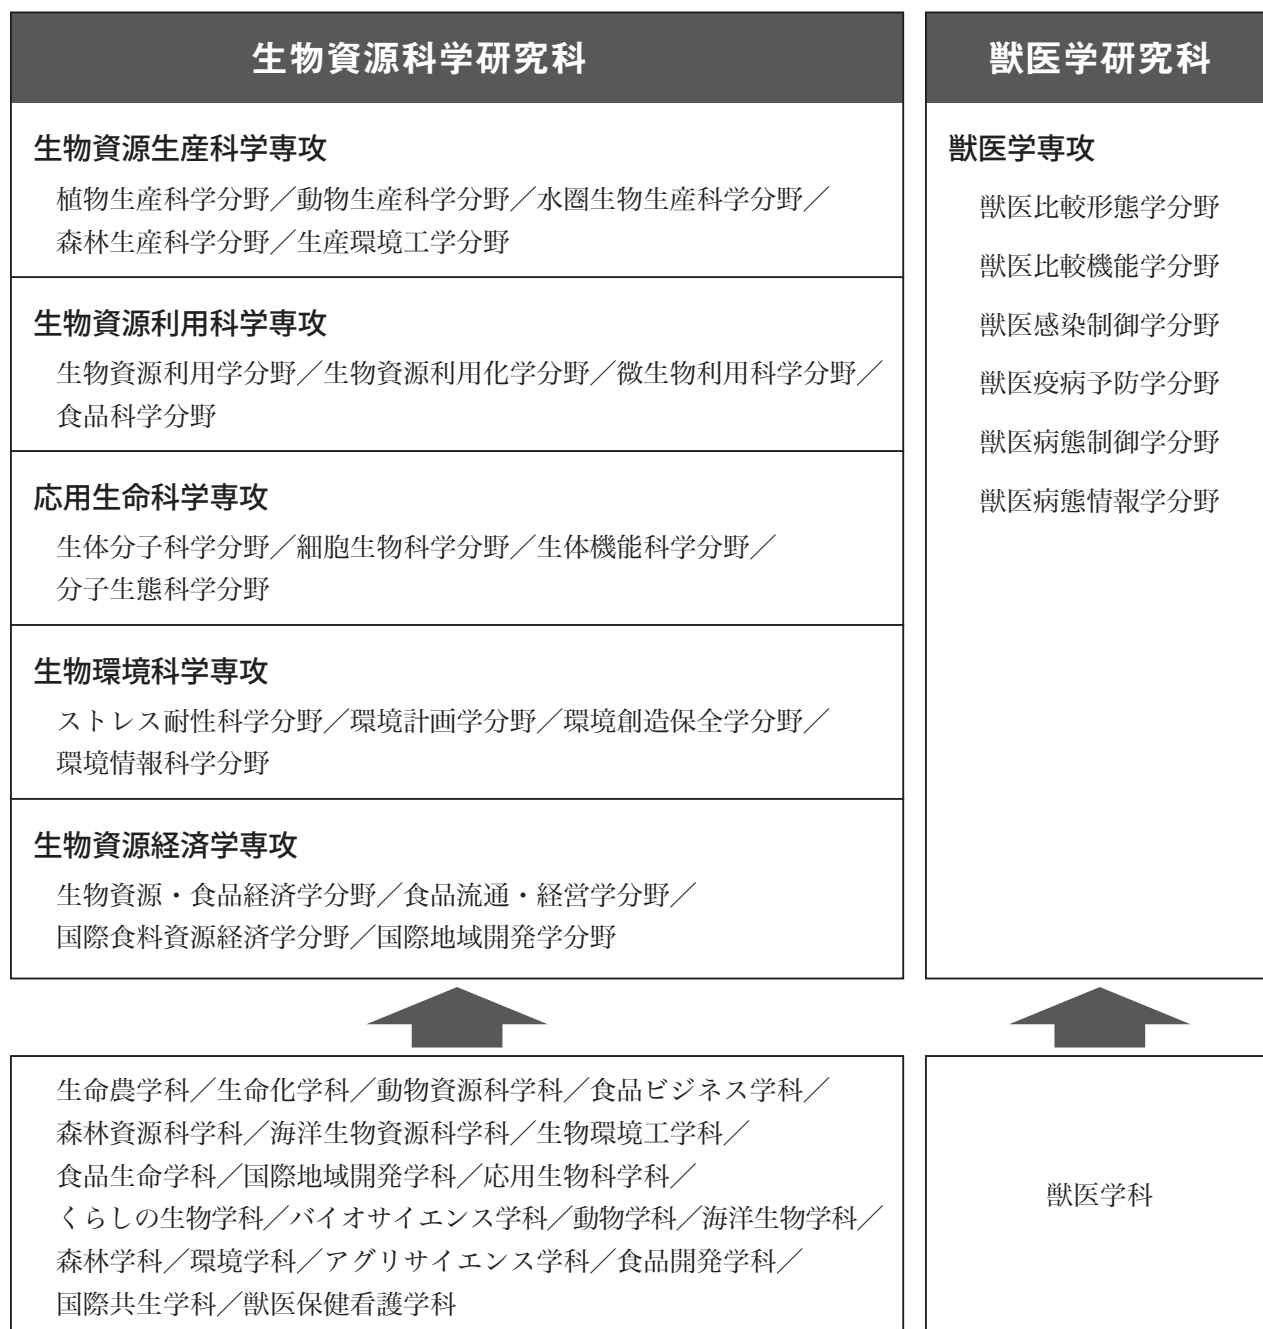 生物資源科学研究科
生物資源生産科学専攻
植物生産科学分野／動物生産科学分野／水圏生物生産科学分野／
森林生産科学分野／生産環境工学分野
生物資源利用科学専攻
生物資源利用学分野／生物資源利用化学分野／微生物利用科学分野／
食品科学分野
応用生命科学専攻
生体分子科学分野／細胞生物科学分野／生体機能科学分野／
分子生態科学分野
生物環境科学専攻
ストレス耐性科学分野／環境計画学分野／環境創造保全学分野／
環境情報科学分野
生物資源経済学専攻
生物資源・食品経済学分野／食品流通・経営学分野／
国際食料資源経済学分野／国際地域開発学分野
獣医学研究科
獣医学専攻
獣医比較形態学分野
獣医比較機能学分野
獣医感染制御学分野
獣医疫病予防学分野
獣医病態制御学分野
獣医病態情報学分野
生命農学科／生命化学科／動物資源科学科／食品ビジネス学科／
森林資源科学科／海洋生物資源科学科／生物環境工学科／
食品生命学科／国際地域開発学科／応用生物科学科／
くらしの生物学科／バイオサイエンス学科／動物学科／海洋生物学科／
森林学科／環境学科／アグリサイエンス学科／食品開発学科／
国際共生学科／獣医保健看護学科
獣医学科